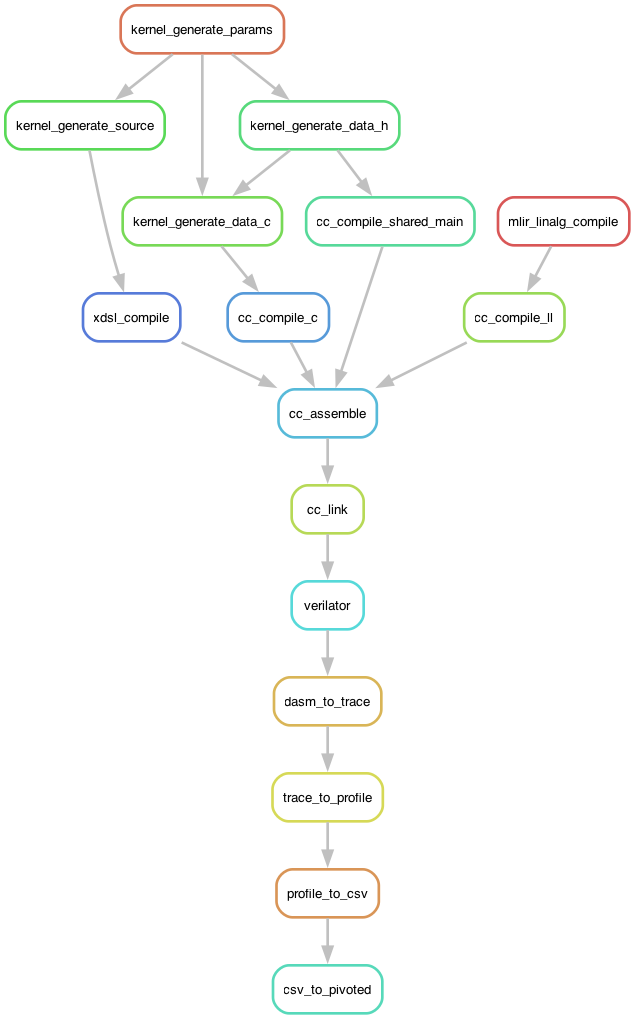 kernel_generate_params
kernel_generate_source
kernel_generate_data_h
kernel_generate_data_c
cc_compile_shared_main
mlir_linalg_compile
xdsl_compile
cc_compile_c
cc_compile_ll
cc_assemble
cc_link
verilator
dasm_to_trace
trace_to_profile
profile_to_csv
csv_to_pivoted